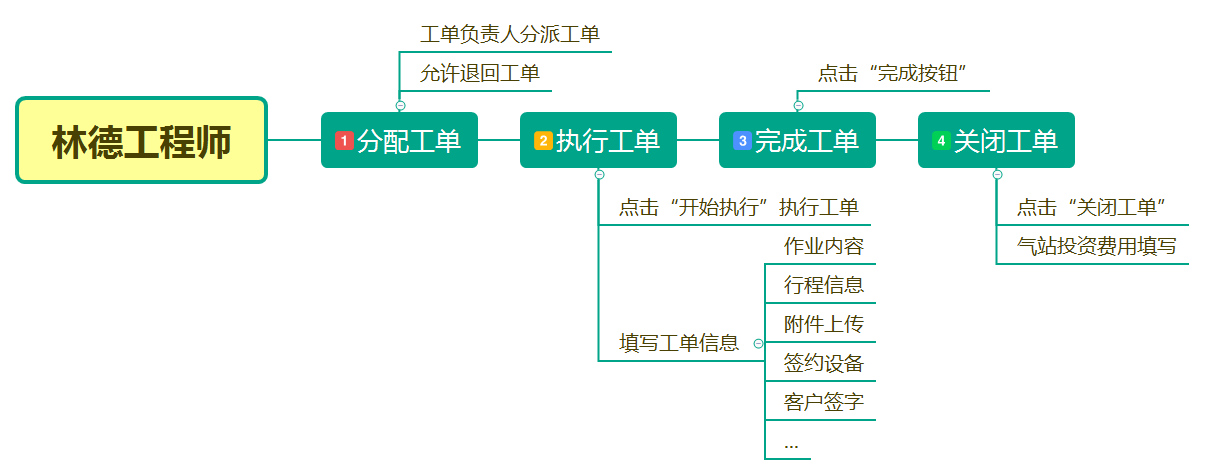 林德工程师
1 分配工单
工单负责人分派工单
允许退回工单
2 执行工单
点击“开始执行”执行工单
填写工单信息
作业内容
行程信息
附件上传
签约设备
客户签字
...
3 完成工单
点击“完成按钮”
4 关闭工单
点击“关闭工单”
气站投资费用填写